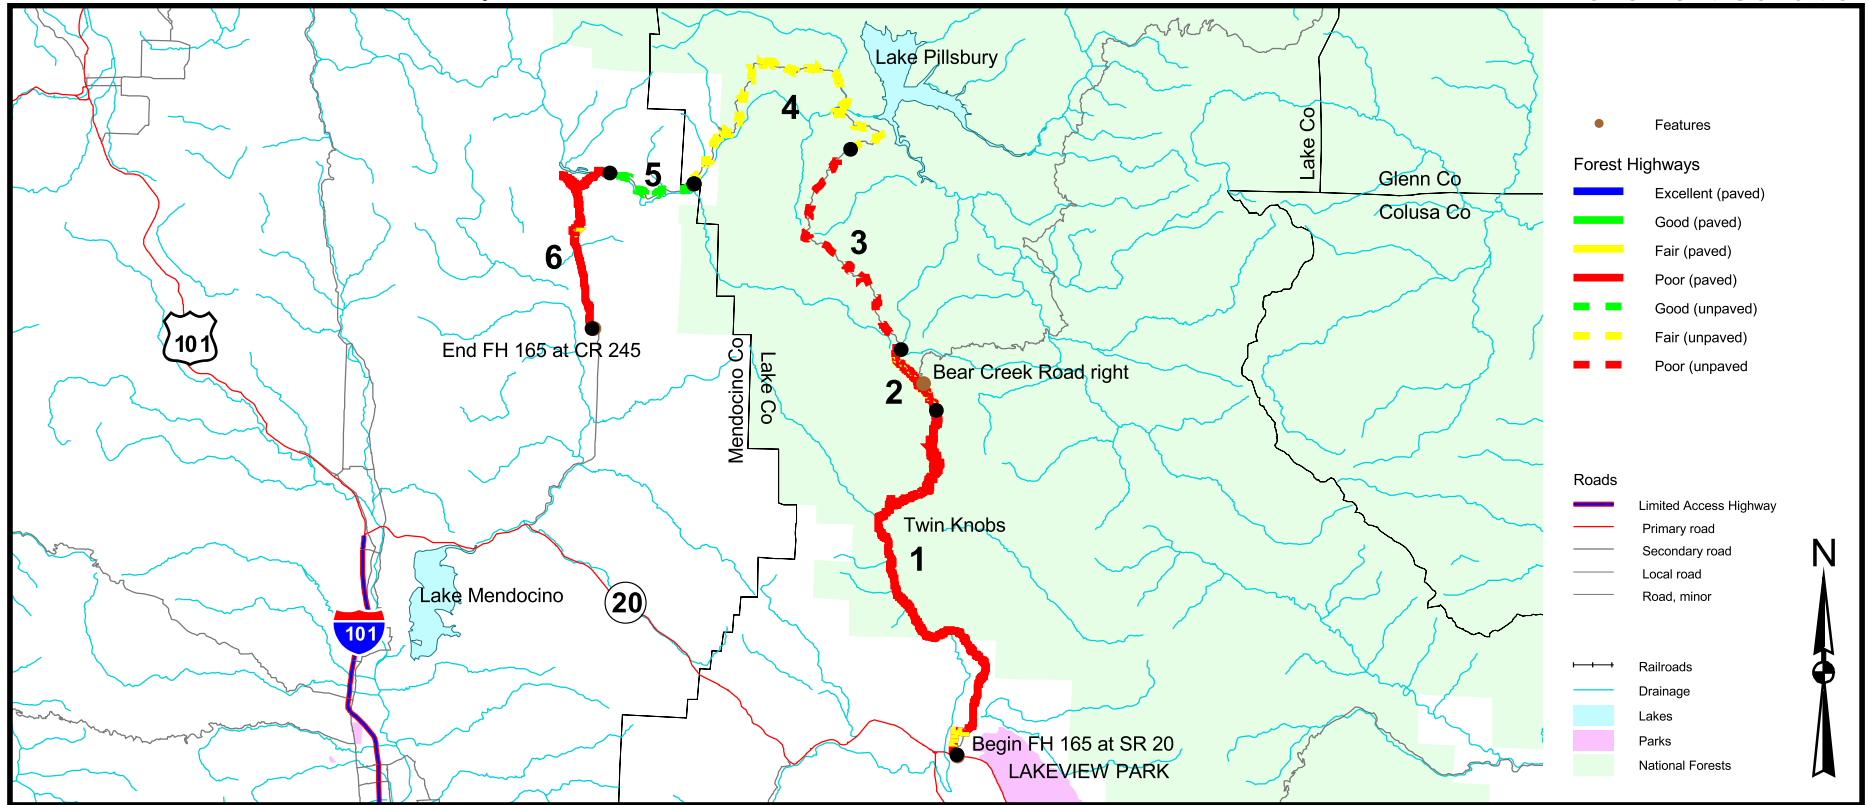 Lake Pillsbury
4
Lake Co
Features
Forest Highways
5
Glenn Co
Excellent (paved)
Colusa Co
Good (paved)
3
6
Fair (paved)
Poor (paved)
Good (unpaved)
101
Fair (unpaved)
End FH 165 at CR 245
Mendocino Co
Lake Co
Bear Creek Road right
Poor (unpaved
2
Roads
Limited Access Highway
Twin Knobs
Primary road
1
Secondary road
N
Local road
Lake Mendocino
20
Road, minor
101
Railroads
Drainage
Lakes
Begin FH 165 at SR 20
Parks
LAKEVIEW PARK
National Forests